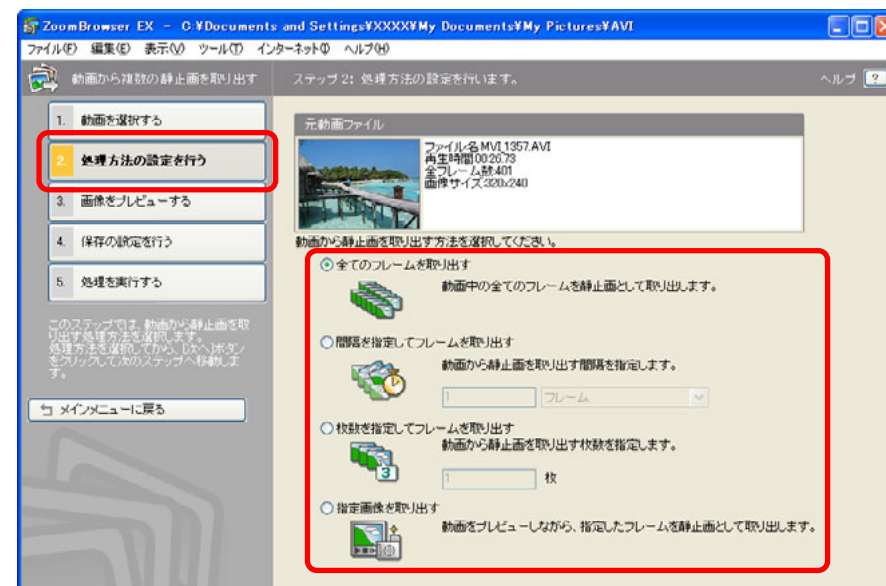 ZoomBrowser EX - C:¥Documents and Settings¥XXXX¥My Documents¥My Pictures¥AVI
ファイル(F) 編集(E) 表示(V) ツール(T) インターネット(I) ヘルプ(H)
動画から複数の静止画を取り出す
ステップ 2: 処理方法の設定を行います。
ヘルプ ?
1. 動画を選択する
2. 処理方法の設定を行う
3. 画像をプレビューする
4. 保存の設定を行う
5. 処理を実行する
このステップでは、動画から静止画を取
り出す処理方法を選択します。
処理方法を選択してから、[次へ]ボタン
をクリックして次のステップへ移動しま
す。
メインメニューに戻る
元動画ファイル
ファイル名:MVI_1357.AVI
再生時間:00:26.73
全フレーム数:401
画像サイズ:320x240
動画から静止画を取り出す方法を選択してください。
全てのフレームを取り出す
動画中の全てのフレームを静止画として取り出します。
間隔を指定してフレームを取り出す
動画から静止画を取り出す間隔を指定します。
1 フレーム
枚数を指定してフレームを取り出す
動画から静止画を取り出す枚数を指定します。
3
1 枚
指定画像を取り出す
動画をプレビューしながら、指定したフレームを静止画として取り出します。